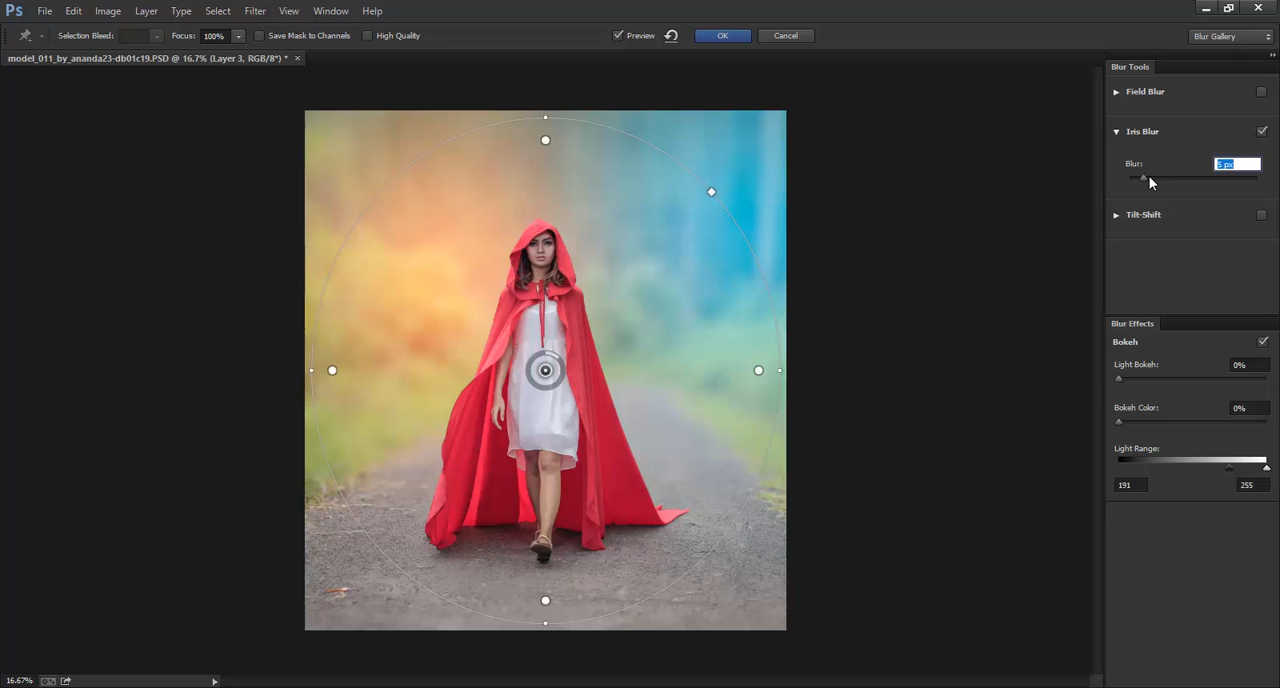 Ps File Edit Image Layer Type Select Filter View Window Help
Selection Bleed: Focus: 100% Save Mask to Channels High Quality Preview OK Cancel Blur Gallery
model_011_by_ananda23-db01c19.PSD @ 16.7% (Layer 3, RGB/8*) * ×
Blur Tools
Field Blur
Iris Blur
Blur: 5 px
Tilt-Shift
Blur Effects
Bokeh
Light Bokeh: 0%
Bokeh Color: 0%
Light Range:
191 255
16.67%